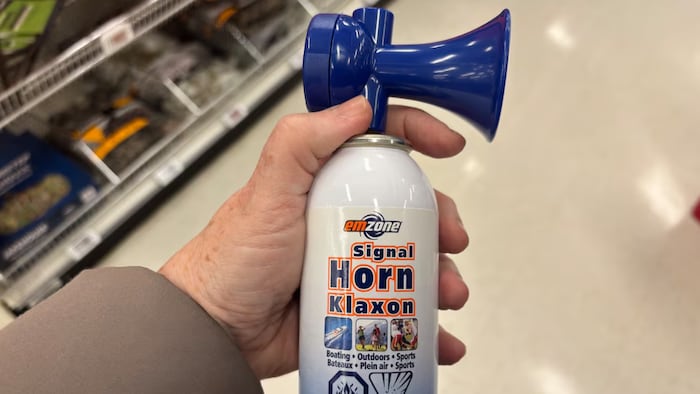 emzone
Signal
Horn
Klaxon
Boating • Outdoors • Sports
Bateaux • Plein air • Sports